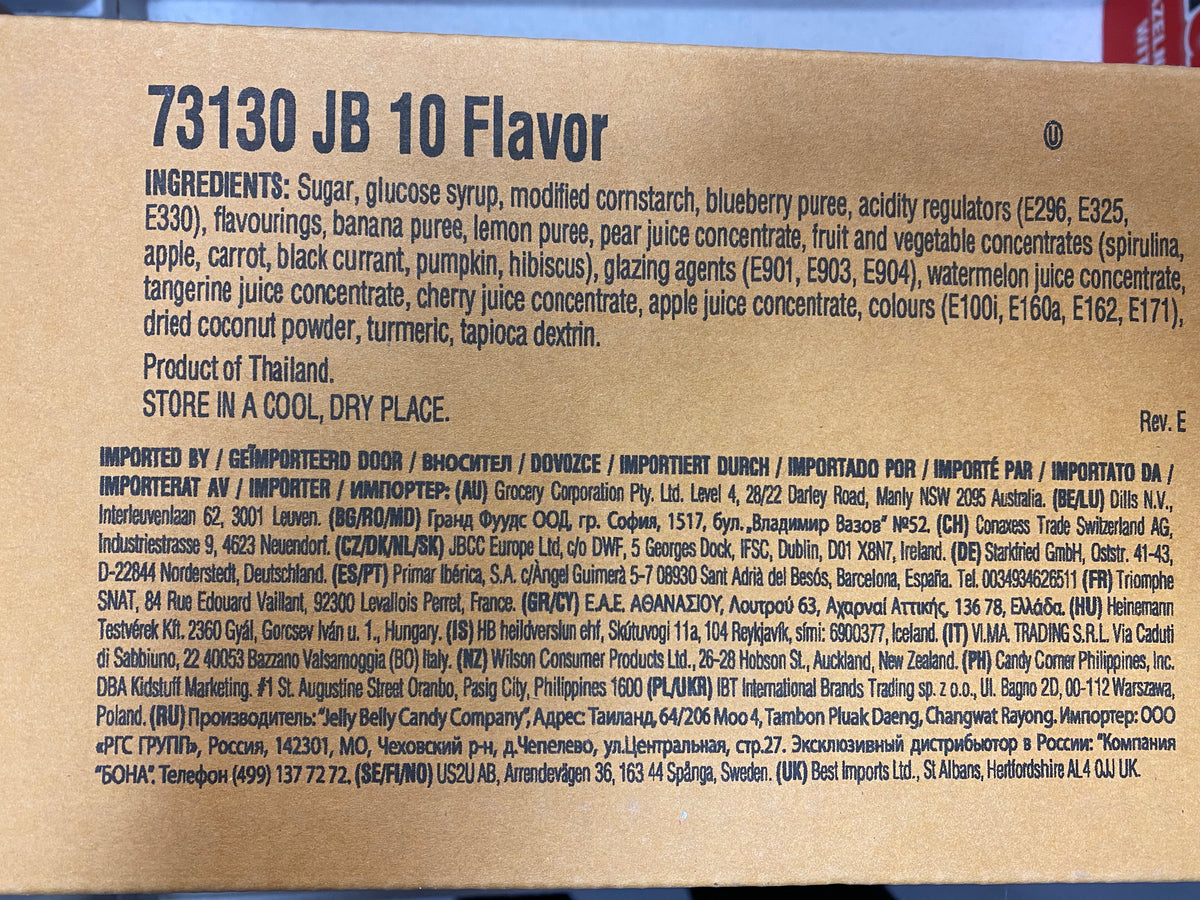 73130 JB 10 Flavor
Ⓤ
INGREDIENTS: Sugar, glucose syrup, modified cornstarch, blueberry puree, acidity regulators (E296, E325,
E330), flavourings, banana puree, lemon puree, pear juice concentrate, fruit and vegetable concentrates (spirulina,
apple, carrot, black currant, pumpkin, hibiscus), glazing agents (E901, E903, E904), watermelon juice concentrate,
tangerine juice concentrate, cherry juice concentrate, apple juice concentrate, colours (E100i, E160a, E162, E171),
dried coconut powder, turmeric, tapioca dextrin.
Product of Thailand.
STORE IN A COOL, DRY PLACE.
Rev. E
IMPORTED BY / GEÏMPORTEERD DOOR / ВНОСИТЕЛ / DOVOZCE / IMPORTIERT DURCH / IMPORTADO POR / IMPORTÉ PAR / IMPORTATO DA /
IMPORTERAT AV / IMPORTER / ИМПОРТЕР: (AU) Grocery Corporation Pty. Ltd. Level 4, 28/22 Darley Road, Manly NSW 2095 Australia. (BE/LU) Dills N.V.,
Interleuvenlaan 62, 3001 Leuven. (BG/RO/MD) Гранд Фуудс ООД, гр. София, 1517, бул. „Владимир Вазов" №52. (CH) Conaxess Trade Switzerland AG,
Industriestrasse 9, 4623 Neuendorf. (CZ/DK/NL/SK) JBCC Europe Ltd, c/o DWF, 5 Georges Dock, IFSC, Dublin, D01 X8N7, Ireland. (DE) Starkfried GmbH, Oststr. 41-43,
D-22844 Norderstedt, Deutschland. (ES/PT) Primar Ibérica, S.A. c/Àngel Guimerà 5-7 08930 Sant Adrià del Besòs, Barcelona, España. Tel. 0034934626511 (FR) Triomphe
SNAT, 84 Rue Edouard Vaillant, 92300 Levallois Perret, France. (GR/CY) Ε.Α.Ε. ΑΘΑΝΑΣΙΟΥ, Λουτρού 63, Αχαρναί Αττικής, 136 78, Ελλάδα. (HU) Heinemann
Testvérek Kft. 2360 Gyál, Gorcsev Iván u. 1., Hungary. (IS) HB heildverslun ehf, Skútuvogi 11a, 104 Reykjavík, sími: 6900377, Iceland. (IT) VI.MA. TRADING S.R.L. Via Caduti
di Sabbiuno, 22 40053 Bazzano Valsamoggia (BO) Italy. (NZ) Wilson Consumer Products Ltd., 26-28 Hobson St., Auckland, New Zealand. (PH) Candy Corner Philippines, Inc.
DBA Kidstuff Marketing. #1 St. Augustine Street Oranbo, Pasig City, Philippines 1600 (PL/UKR) IBT International Brands Trading sp. z o.o., Ul. Bagno 2D, 00-112 Warszawa,
Poland. (RU) Производитель: "Jelly Belly Candy Company", Адрес: Таиланд, 64/206 Moo 4, Tambon Pluak Daeng, Changwat Rayong. Импортер: ООО
«РГС ГРУПП», Россия, 142301, МО, Чеховский р-н, д.Чепелево, ул.Центральная, стр.27. Эксклюзивный дистрибьютор в России: "Компания
"БОНА". Телефон (499) 137 72 72. (SE/FI/NO) US2U AB, Arrendevägen 36, 163 44 Spånga, Sweden. (UK) Best Imports Ltd., St Albans, Hertfordshire AL4 0JJ UK.